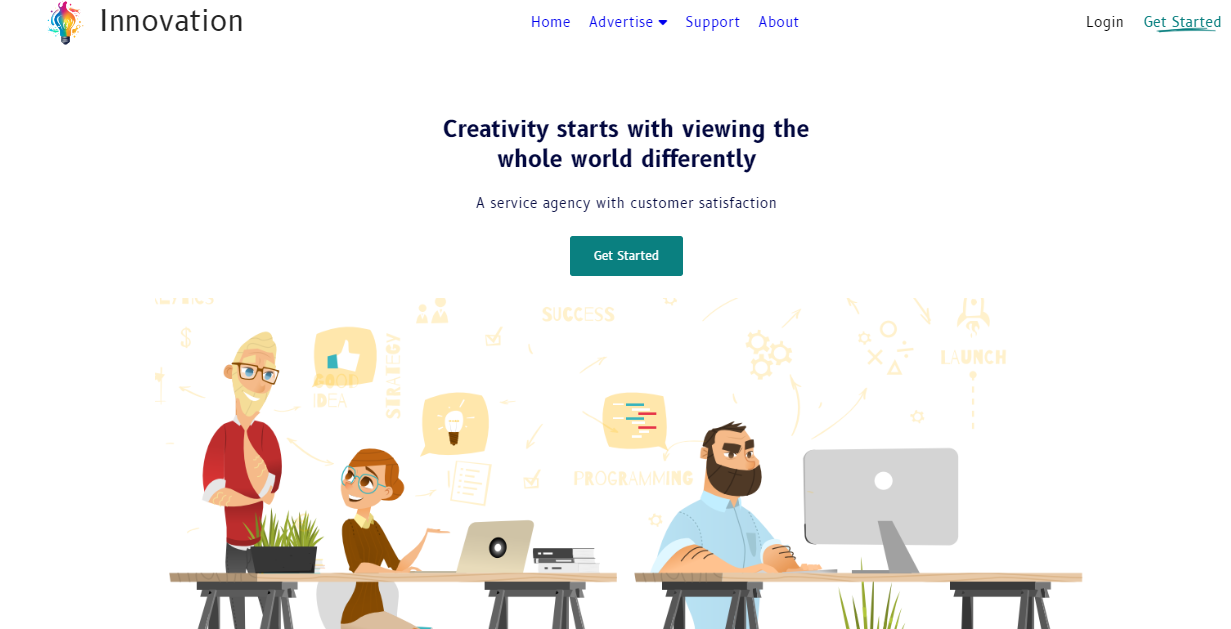 Innovation
Home Advertise Support About
Login Get Started
Creativity starts with viewing the
whole world differently
A service agency with customer satisfaction
Get Started
SUCCESS
STRATEGY
LAUNCH
GOOD
IDEA
PROGRAMMING